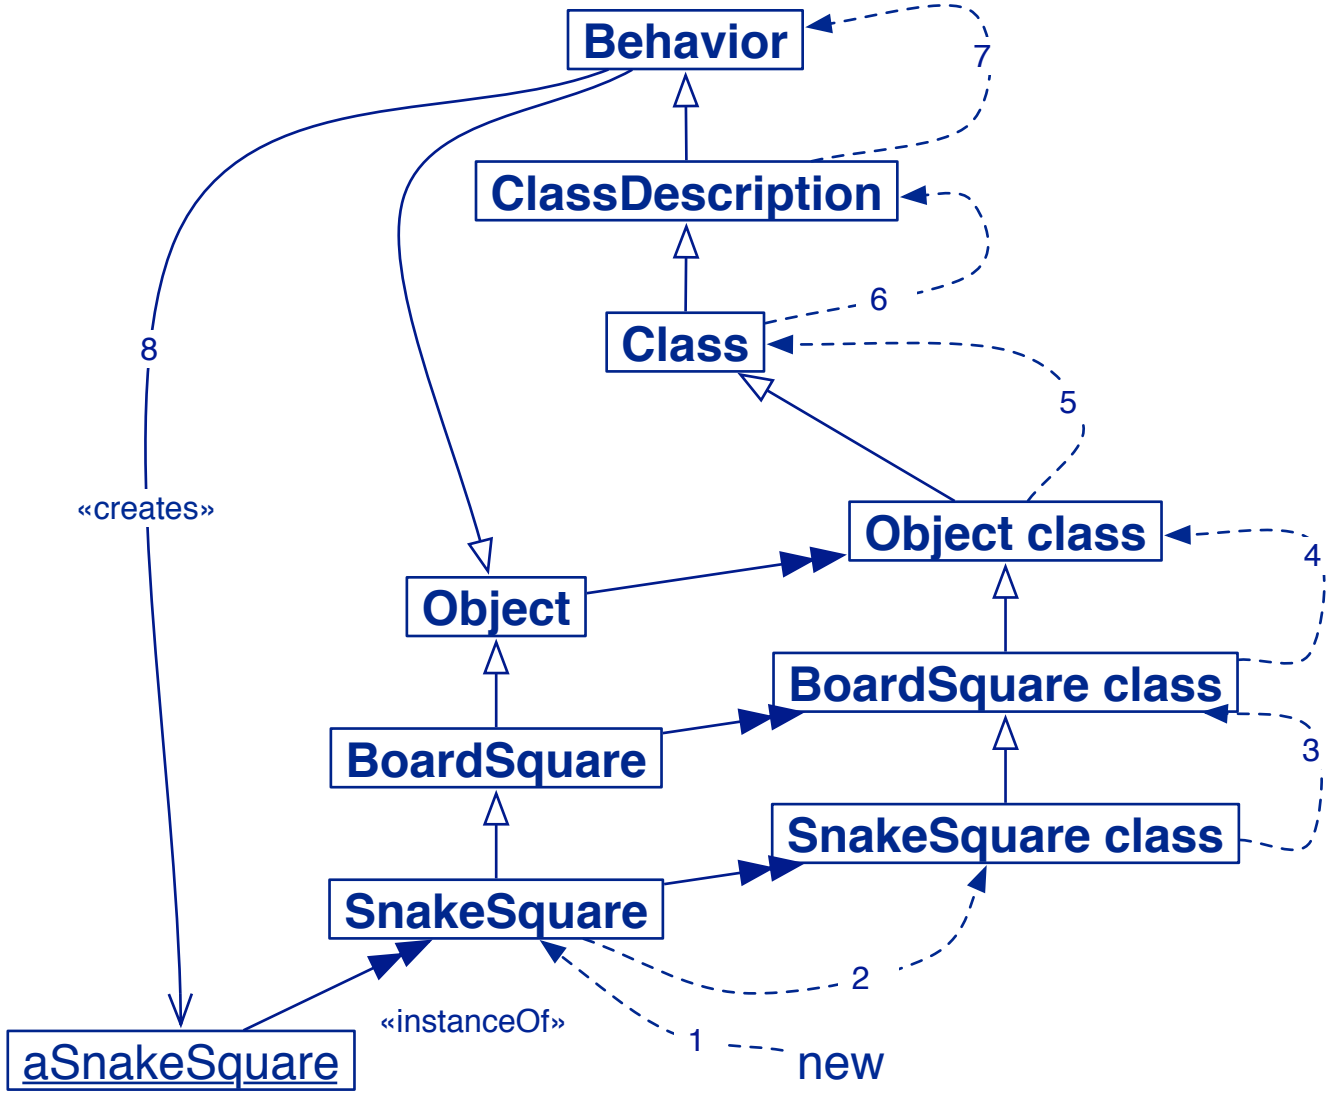 Behavior
7
ClassDescription
6
Class
8
5
«creates»
Object class
4
Object
BoardSquare class
3
BoardSquare
SnakeSquare class
SnakeSquare
2
«instanceOf»
1
new
aSnakeSquare